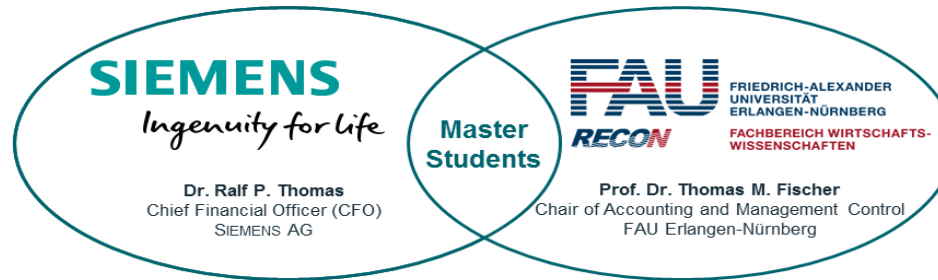 SIEMENS
Ingenuity for life
Dr. Ralf P. Thomas
Chief Financial Officer (CFO)
SIEMENS AG
Master
Students
FAU
FRIEDRICH-ALEXANDER
UNIVERSITÄT
ERLANGEN-NÜRNBERG
RECON
FACHBEREICH WIRTSCHAFTS-
WISSENSCHAFTEN
Prof. Dr. Thomas M. Fischer
Chair of Accounting and Management Control
FAU Erlangen-Nürnberg